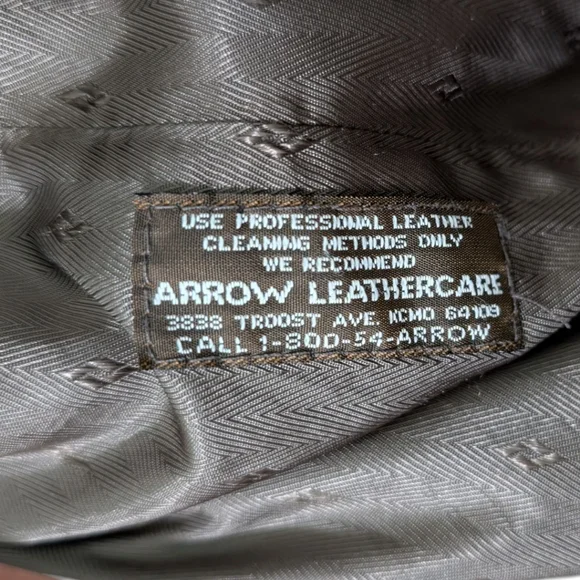 USE PROFESSIONAL LEATHER
CLEANING METHODS ONLY
WE RECOMMEND
ARROW LEATHERCARE
3838 TROOST AVE. KCMO 64109
CALL 1-800-54-ARROW